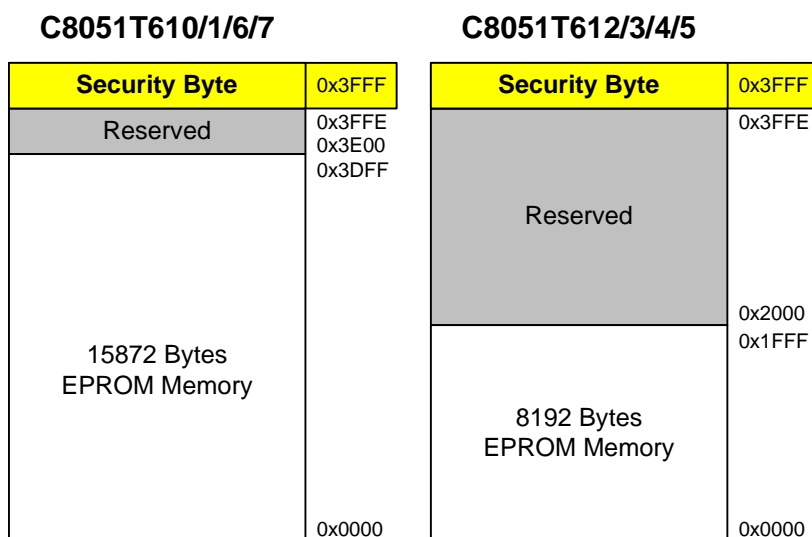 C8051T610/1/6/7
Security Byte
0x3FFF
Reserved
0x3FFE
0x3E00
0x3DFF
15872 Bytes
EPROM Memory
0x0000
C8051T612/3/4/5
Security Byte
0x3FFF
0x3FFE
Reserved
0x2000
0x1FFF
8192 Bytes
EPROM Memory
0x0000